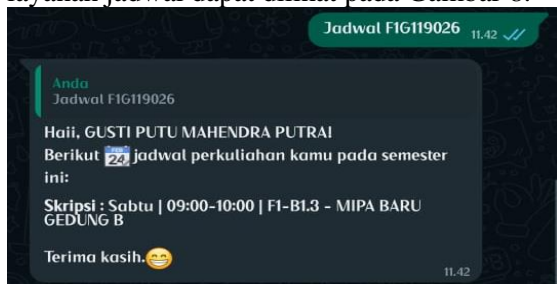 layanan jadwal dapat dilihat pada Gambar 6.
Jadwal F1G119026 11.42
Anda
Jadwal F1G119026
Haii, GUSTI PUTU MAHENDRA PUTRA!
Berikut 📆 jadwal perkuliahan kamu pada semester
ini:
Skripsi : Sabtu | 09:00-10:00 | F1-B1.3 - MIPA BARU
GEDUNG B
Terima kasih.😁
11.42